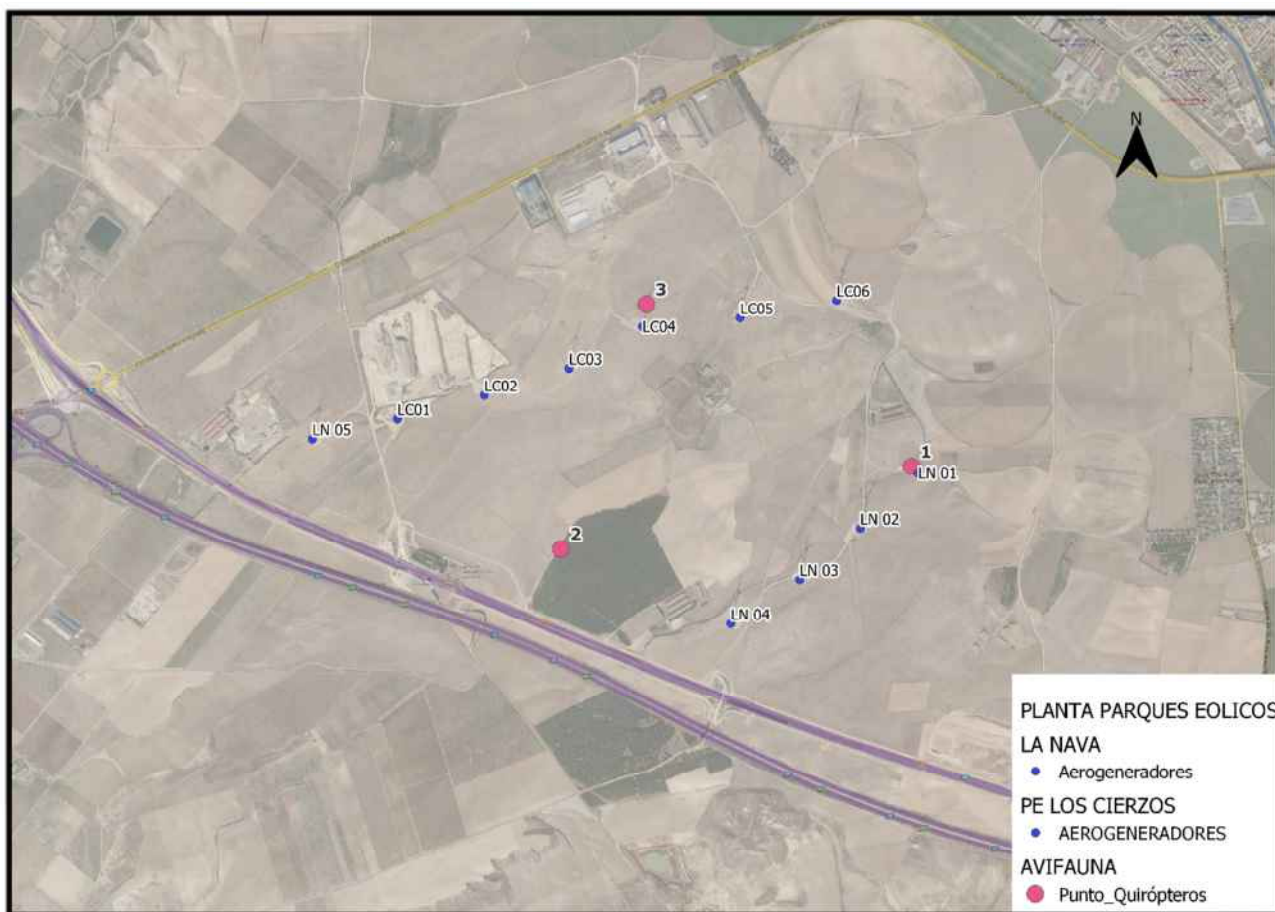 N
3
LC06
LC05
LC04
LC03
LC02
LC01
LN 05
1
LN 01
LN 02
2
LN 03
LN 04
PLANTA PARQUES EOLICOS
LA NAVA
Aerogeneradores
PE LOS CIERZOS
AEROGENERADORES
AVIFAUNA
Punto_Quirópteros